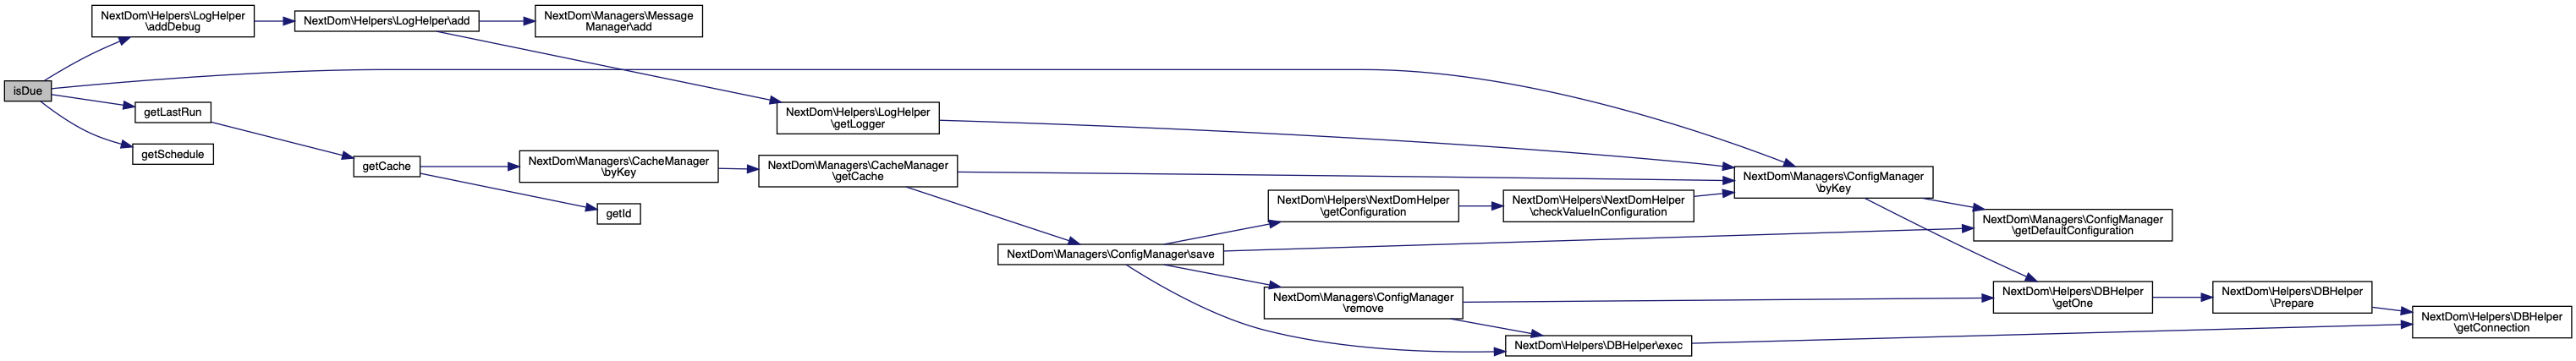 isDue
NextDom\Helpers\LogHelper
\addDebug
NextDom\Helpers\LogHelper\add
NextDom\Managers\Message
Manager\add
getLastRun
getSchedule
getCache
NextDom\Managers\CacheManager
\byKey
getId
NextDom\Helpers\LogHelper
\getLogger
NextDom\Managers\CacheManager
\getCache
NextDom\Managers\ConfigManager\save
NextDom\Helpers\NextDomHelper
\getConfiguration
NextDom\Helpers\NextDomHelper
\checkValueInConfiguration
NextDom\Managers\ConfigManager
\remove
NextDom\Helpers\DBHelper\exec
NextDom\Managers\ConfigManager
\byKey
NextDom\Managers\ConfigManager
\getDefaultConfiguration
NextDom\Helpers\DBHelper
\getOne
NextDom\Helpers\DBHelper
\Prepare
NextDom\Helpers\DBHelper
\getConnection